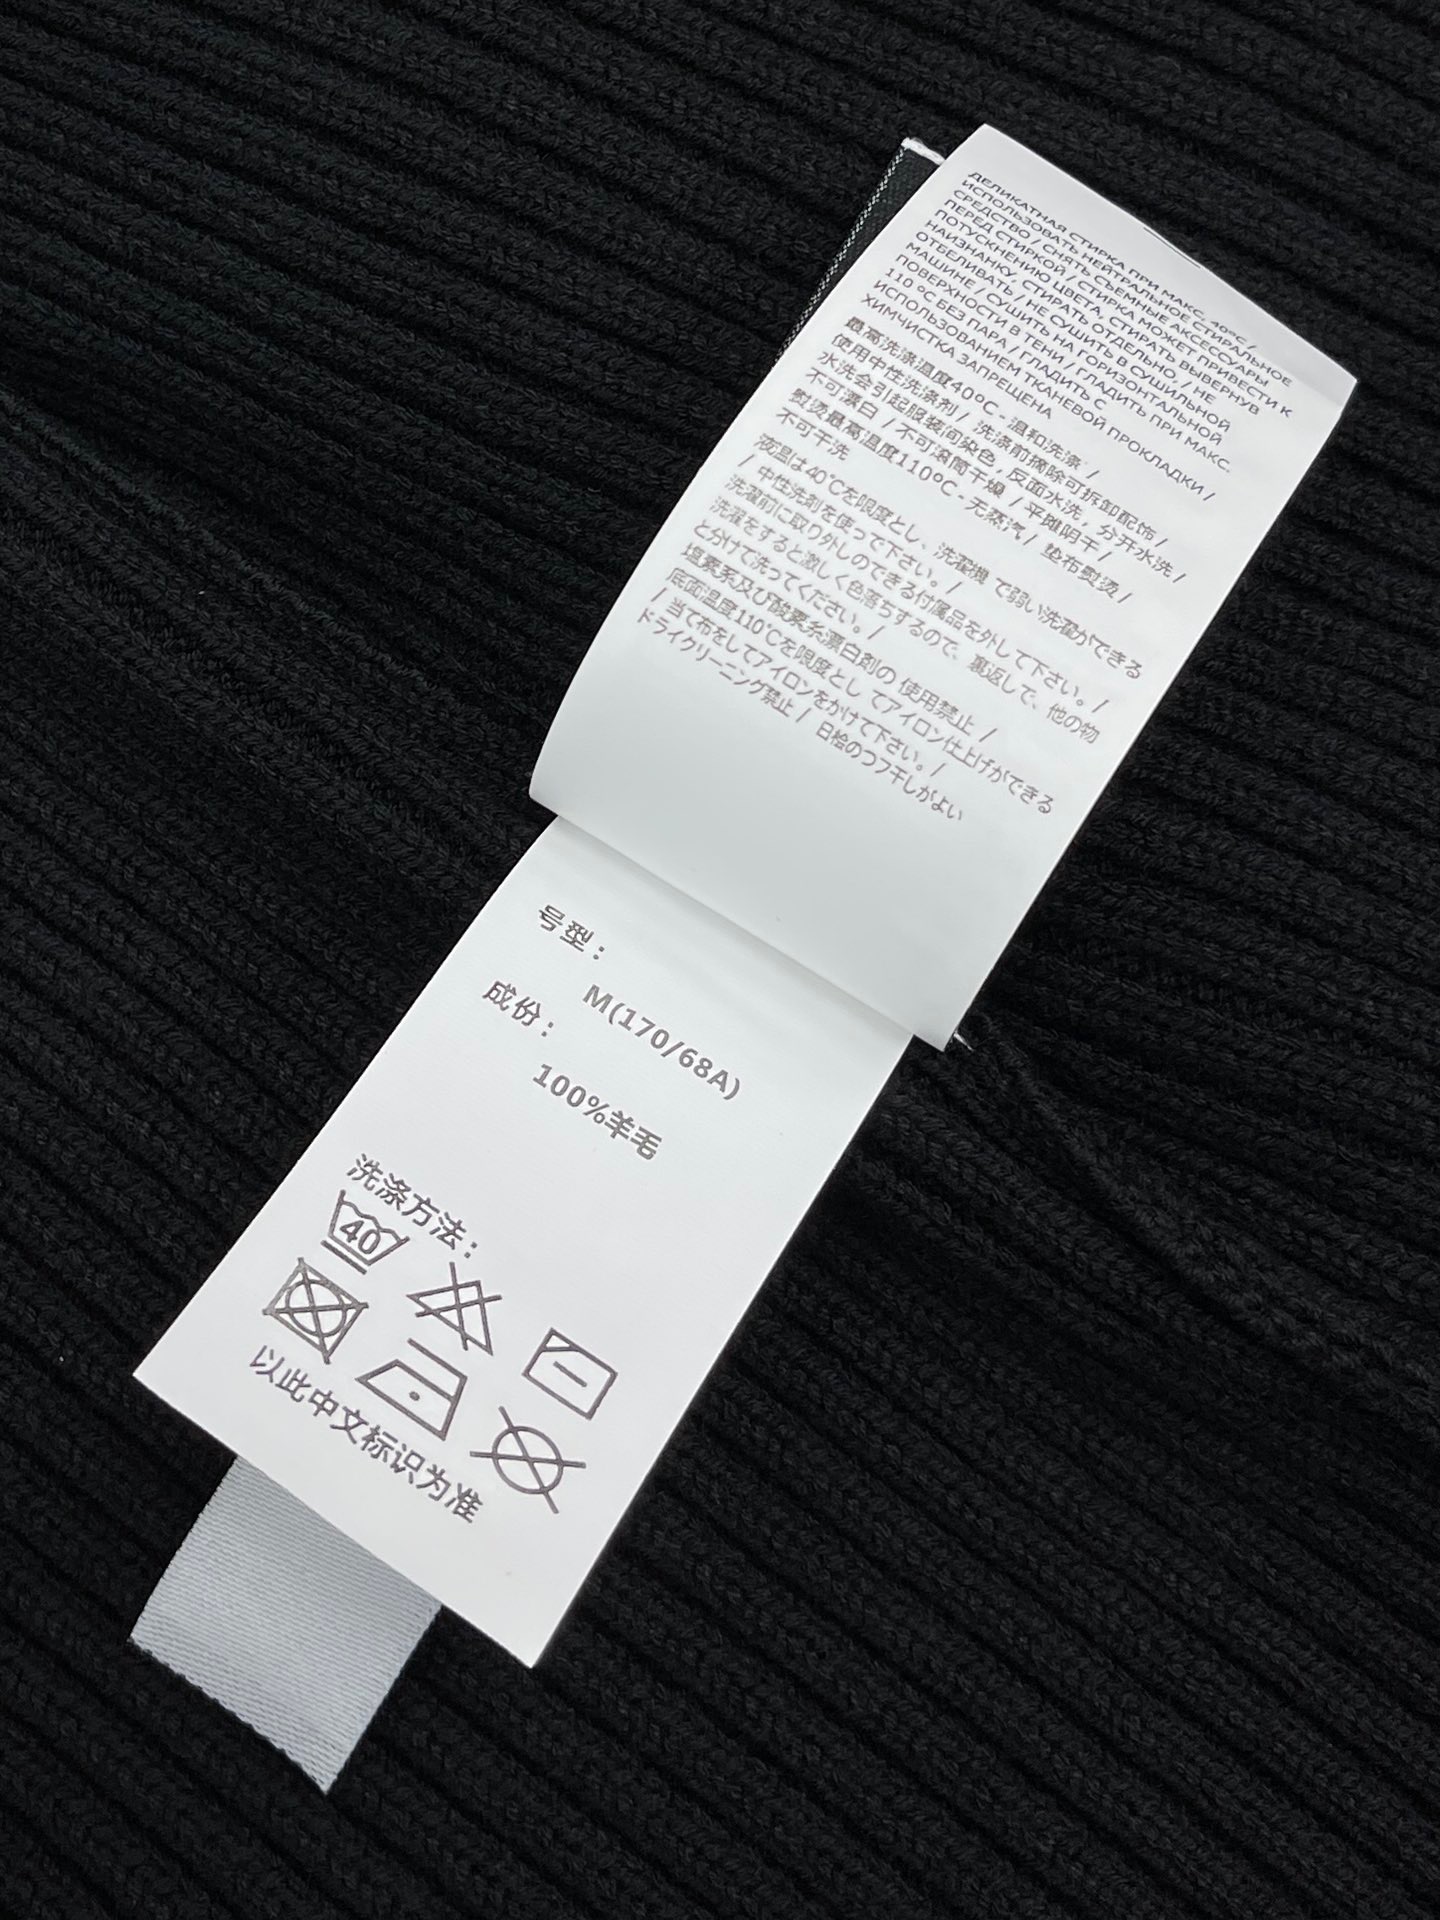 ДЕЛИКАТНАЯ СТИРКА ПРИ МАКС. 40°C /
ИСПОЛЬЗОВАТЬ НЕЙТРАЛЬНОЕ СТИРАЛЬНОЕ
СРЕДСТВО / СНЯТЬ СЪЕМНЫЕ АКСЕССУАРЫ
ПЕРЕД СТИРКОЙ / СТИРКА МОЖЕТ ПРИВЕСТИ К
ПОТУСКНЕНИЮ ЦВЕТА, СТИРАТЬ ВЫВЕРНУВ
НАИЗНАНКУ, СТИРАТЬ ОТДЕЛЬНО, / НЕ
ОТБЕЛИВАТЬ / НЕ СУШИТЬ В СУШИЛЬНОЙ
МАШИНЕ / СУШИТЬ НА ГОРИЗОНТАЛЬНОЙ
ПОВЕРХНОСТИ В ТЕНИ / ГЛАДИТЬ ПРИ МАКС.
110 °C БЕЗ ПАРА / ГЛАДИТЬ С
ИСПОЛЬЗОВАНИЕМ ТКАНЕВОЙ ПРОКЛАДКИ /
ХИМЧИСТКА ЗАПРЕЩЕНА
最高洗涤温度40°C - 温和洗涤 /
使用中性洗涤剂 / 洗涤前摘除可拆卸配饰 /
水洗会引起服装间染色, 反面水洗，分开水洗 /
不可漂白 / 不可滚筒干燥 / 平摊阴干 /
熨烫最高温度110°C - 无蒸汽 / 垫布熨烫 /
不可干洗
液温は40℃を限度とし、洗濯機 で弱い洗濯ができる
/ 中性洗剤を使って下さい。 /
洗濯前に取り外しのできる付属品を外して下さい。 /
洗濯をすると激しく色落ちするので、裏返しで、他の物
と分けて洗ってください。 /
塩素系及び酸素系漂白剤の 使用禁止 /
底面温度110℃を限度とし てアイロン仕上げができる
/ 当て布をしてアイロンをかけて下さい。 /
ドライクリーニング禁止 / 日桧のつフ干しがよい
号型：
M(170/68A)
成份：
100%羊毛
洗涤方法：
40
以此中文标识为准